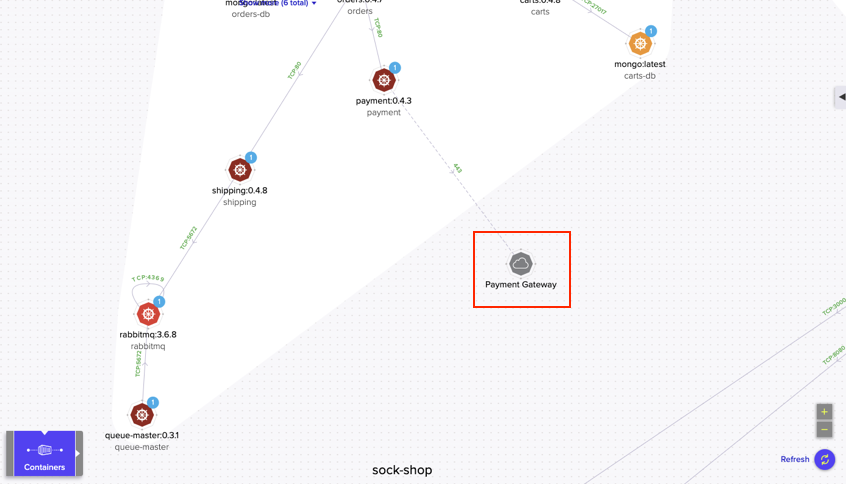 (6 total)
orders-db
orders:0.4.7
orders
carts:0.4.8
carts
TCP:27017
TCP:80
1
mongo:latest
carts-db
TCP:80
1
payment:0.4.3
payment
443
1
shipping:0.4.8
shipping
TCP:5672
Payment Gateway
TCP:4369
1
rabbitmq:3.6.8
rabbitmq
TCP:5672
TCP:3000
TCP:8080
1
queue-master:0.3.1
queue-master
+
−
Containers
Refresh
sock-shop